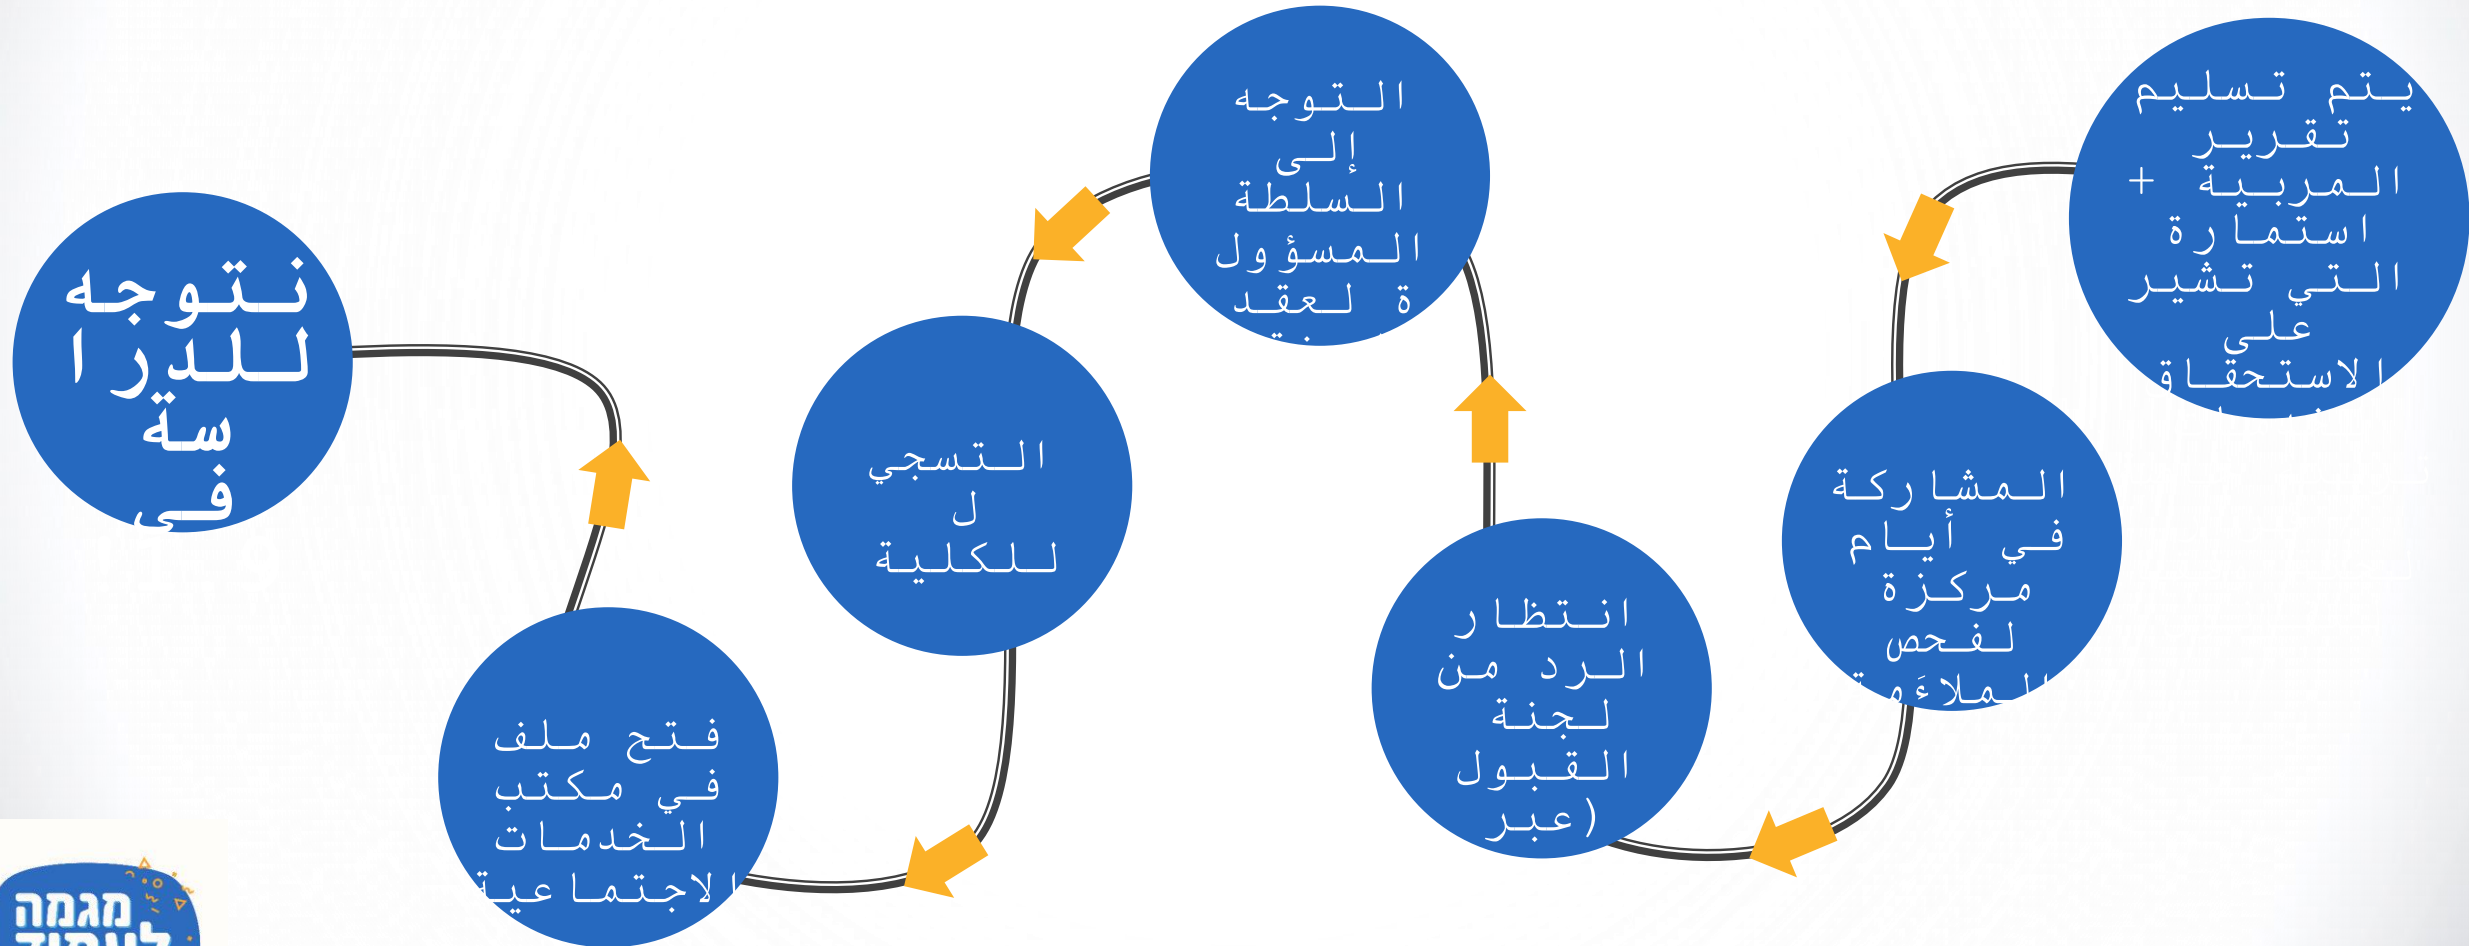 يتم تسليم
تقرير
المربية +
استمارة
التي تشير
على
الاستحقاق
المشاركة
في أيام
مركزة
لفحص
الملاءَمة
انتظار
الرد من
لجنة
القبول
(عبر
التوجه
إلى
السلطة
المسؤول
ة لعقد
التسجي
ل
للكلية
فتح ملف
في مكتب
الخدمات
الاجتماعية
نتوجه
للدرا
سة
في
מגמה